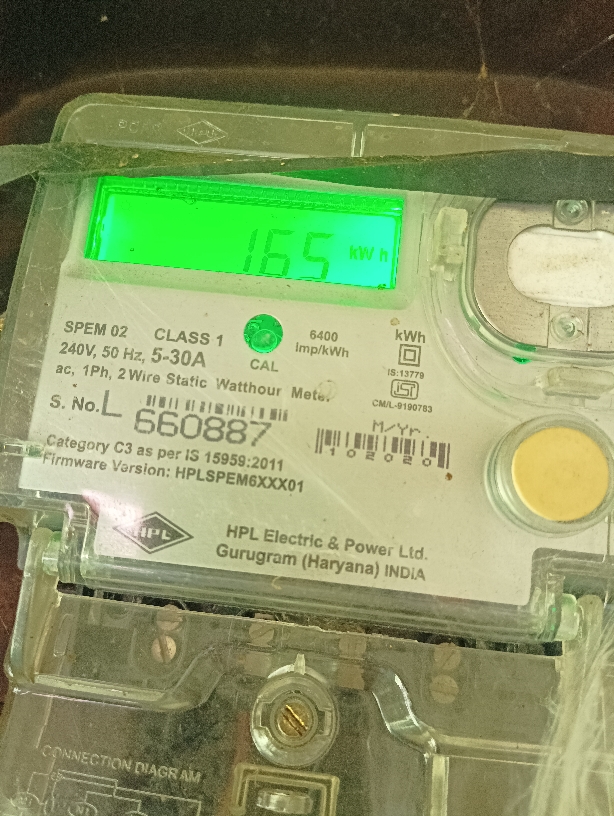 165 kWh
SPEM 02 CLASS 1 6400 Imp/kWh kWh
240V, 50 Hz, 5-30A CAL IS:13779
ac, 1Ph, 2 Wire Static Watthour Meter
CM/L-9190783
S. No. L 660887 M/Yr.
102020
Category C3 as per IS 15959:2011
Firmware Version: HPLSPEM6XXX01
HPL
HPL Electric & Power Ltd.
Gurugram (Haryana) INDIA
CONNECTION DIAGRAM